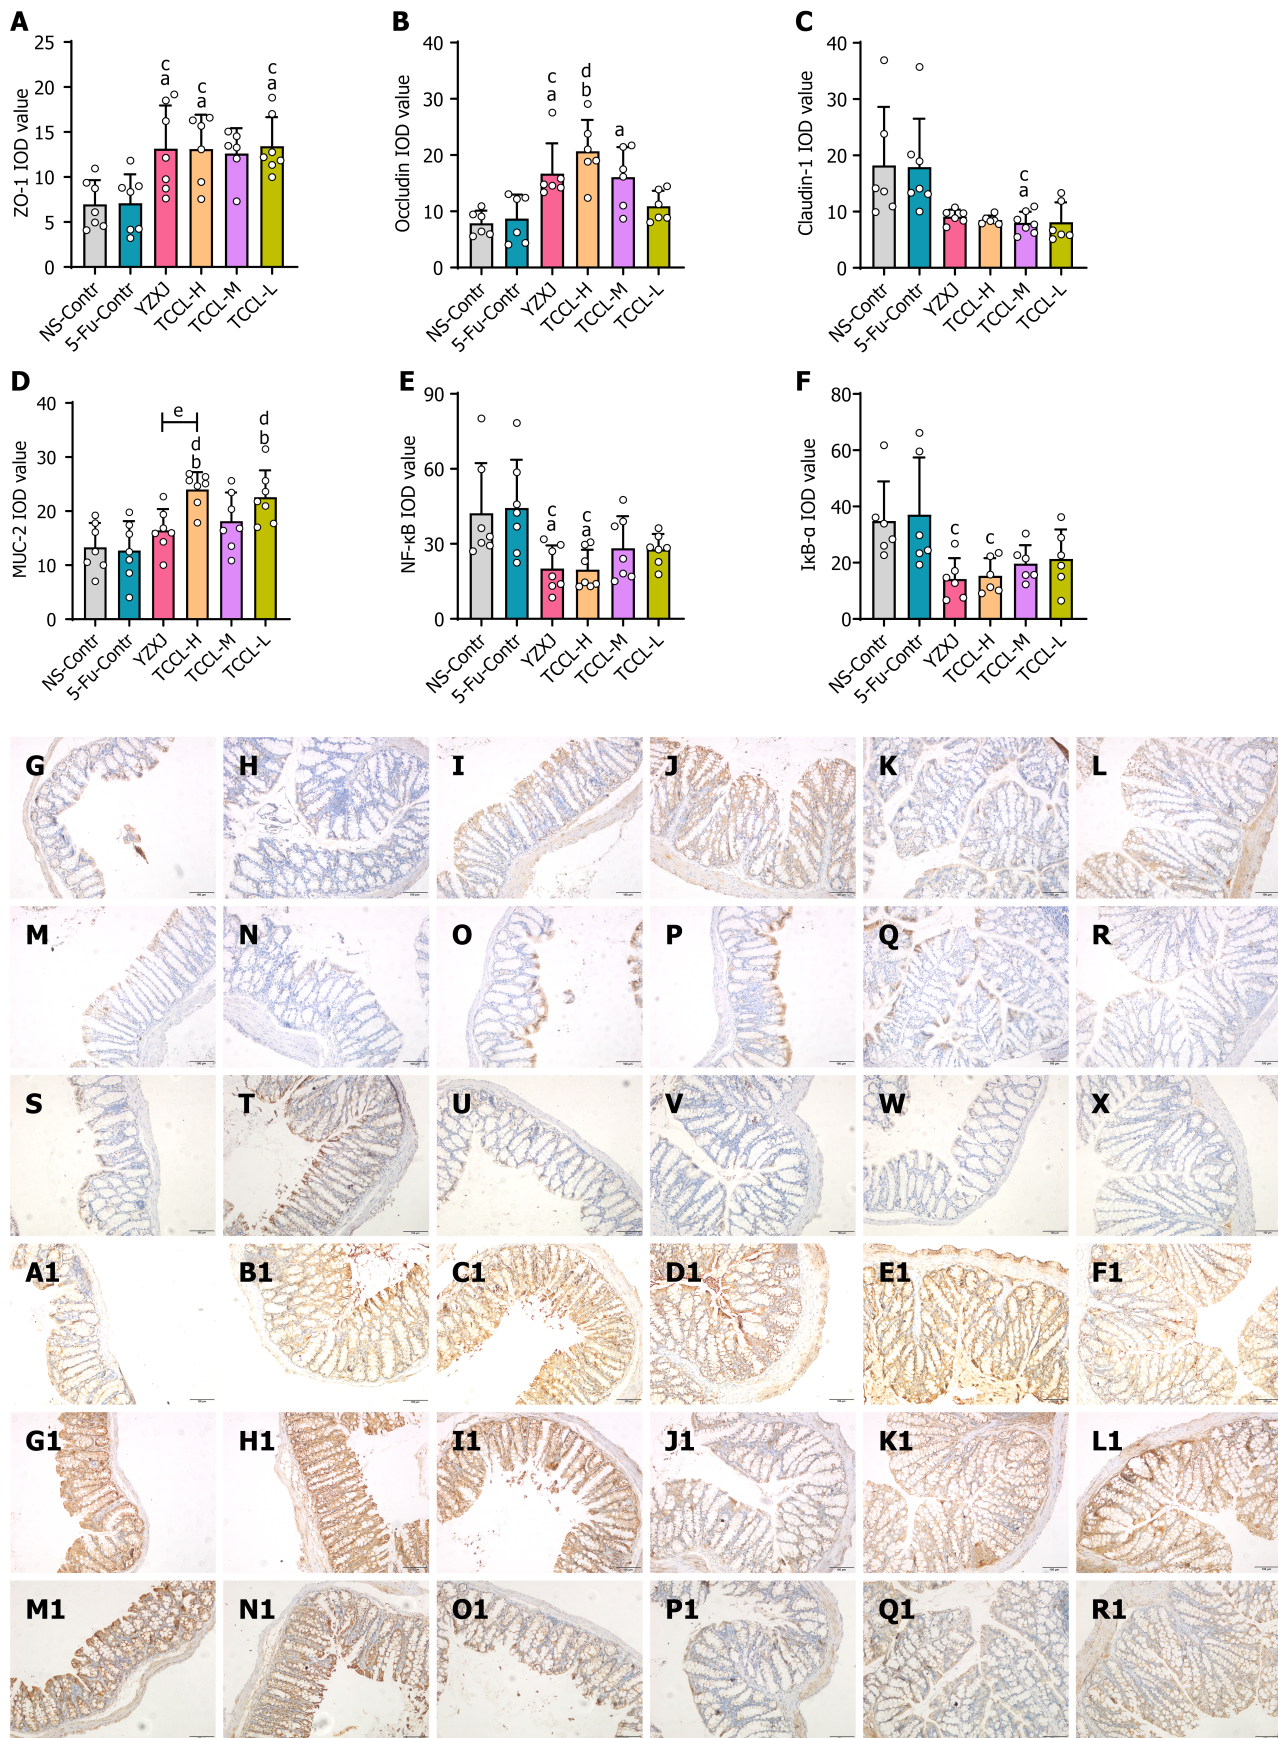 A
ZO-1 IOD value
25
20
15
10
5
0
c
a
c
a
c
a
NS-Contr
5-Fu-Contr
YZXJ
TCCL-H
TCCL-M
TCCL-L
B
Occludin IOD value
40
30
20
10
0
c
a
d
b
a
NS-Contr
5-Fu-Contr
YZXJ
TCCL-H
TCCL-M
TCCL-L
C
Claudin-1 IOD value
40
30
20
10
0
c
a
NS-Contr
5-Fu-Contr
YZXJ
TCCL-H
TCCL-M
TCCL-L
D
MUC-2 IOD value
40
30
20
10
0
e
d
b
d
b
NS-Contr
5-Fu-Contr
YZXJ
TCCL-H
TCCL-M
TCCL-L
E
NF-κB IOD value
90
60
30
0
c
a
c
a
NS-Contr
5-Fu-Contr
YZXJ
TCCL-H
TCCL-M
TCCL-L
F
IκB-ɑ IOD value
80
60
40
20
0
c
c
NS-Contr
5-Fu-Contr
YZXJ
TCCL-H
TCCL-M
TCCL-L
G H I J K L
M N O P Q R
S T U V W X
A1 B1 C1 D1 E1 F1
G1 H1 I1 J1 K1 L1
M1 N1 O1 P1 Q1 R1